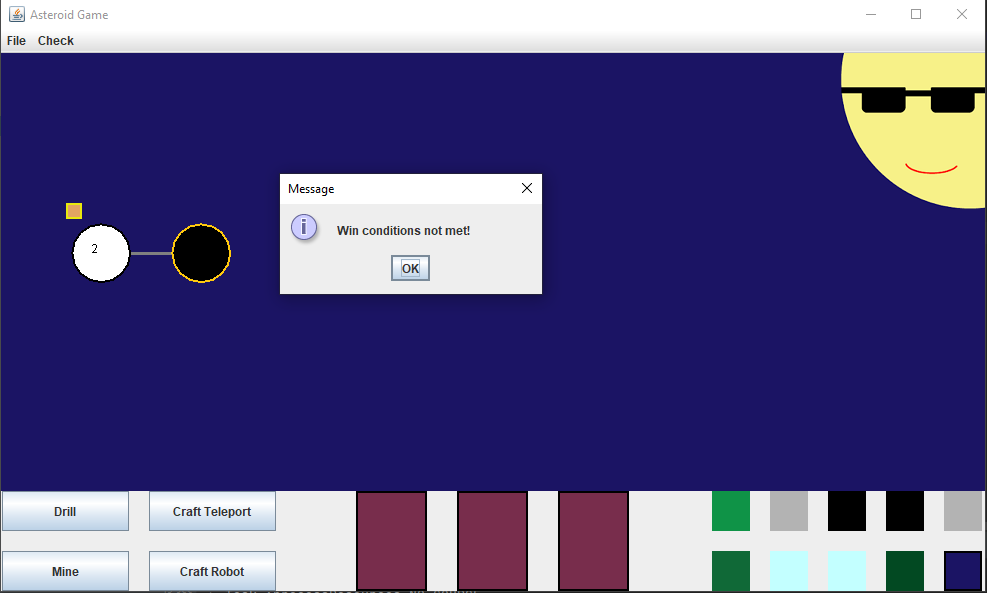 Asteroid Game
File Check
Message
2
Win conditions not met!
OK
Drill
Craft Teleport
Mine
Craft Robot